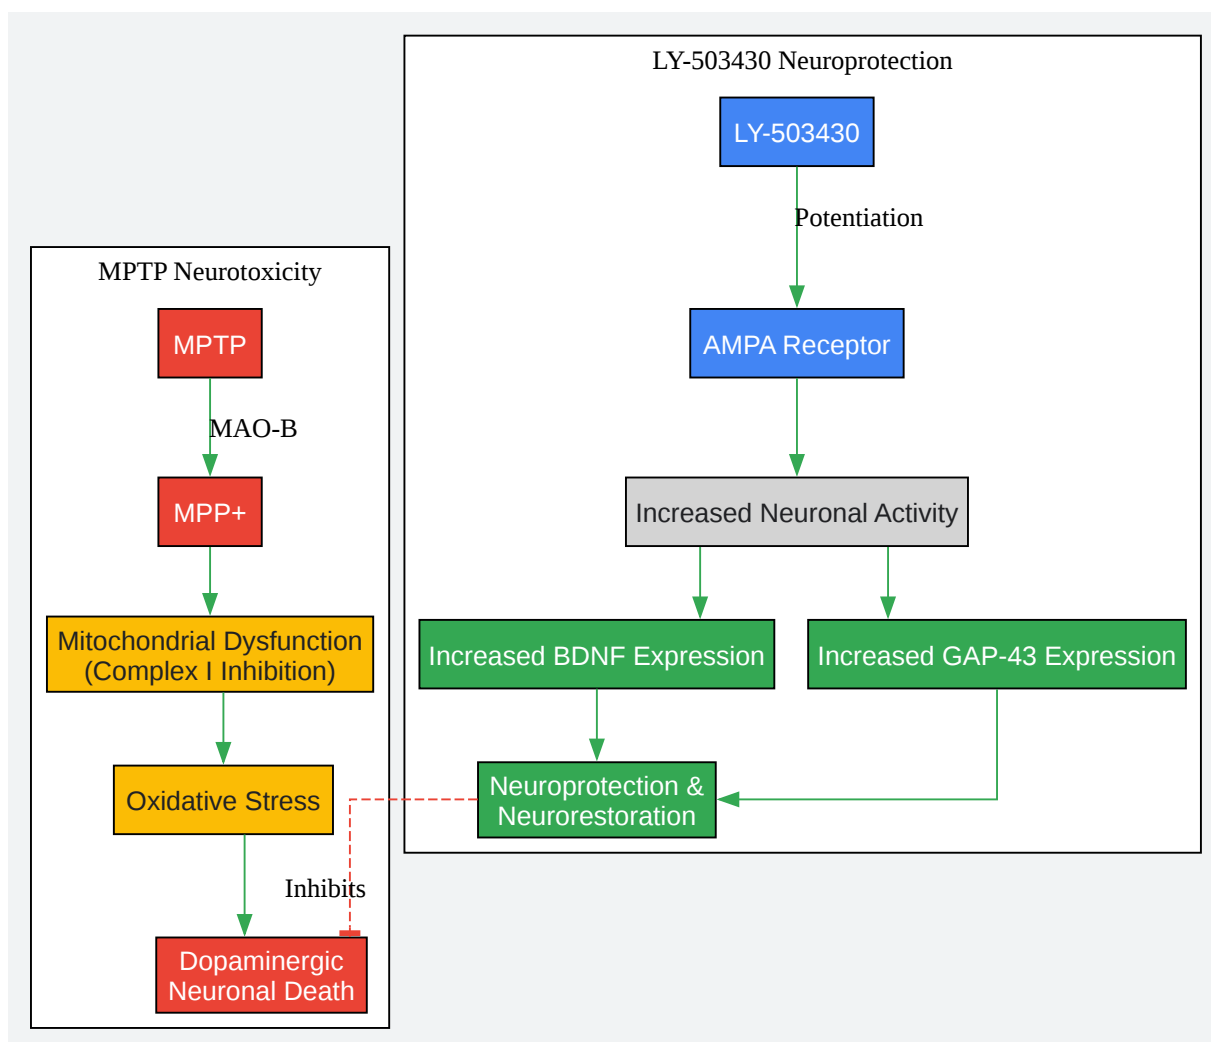 LY-503430 Neuroprotection
LY-503430
Potentiation
AMPA Receptor
Increased Neuronal Activity
Increased BDNF Expression
Increased GAP-43 Expression
Neuroprotection &
Neurorestoration
MPTP Neurotoxicity
MPTP
MAO-B
MPP+
Mitochondrial Dysfunction
(Complex I Inhibition)
Oxidative Stress
Inhibits
Dopaminergic
Neuronal Death